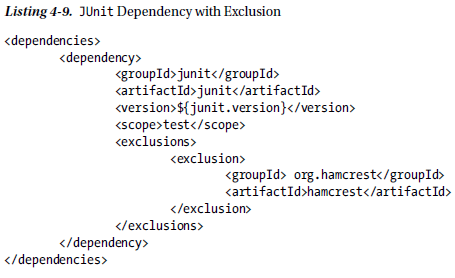 Listing 4-9. JUnit Dependency with Exclusion
<dependencies>
<dependency>
<groupId>junit</groupId>
<artifactId>junit</artifactId>
<version>${junit.version}</version>
<scope>test</scope>
<exclusions>
<exclusion>
<groupId> org.hamcrest</groupId>
<artifactId>hamcrest</artifactId>
</exclusion>
</exclusions>
</dependency>
</dependencies>